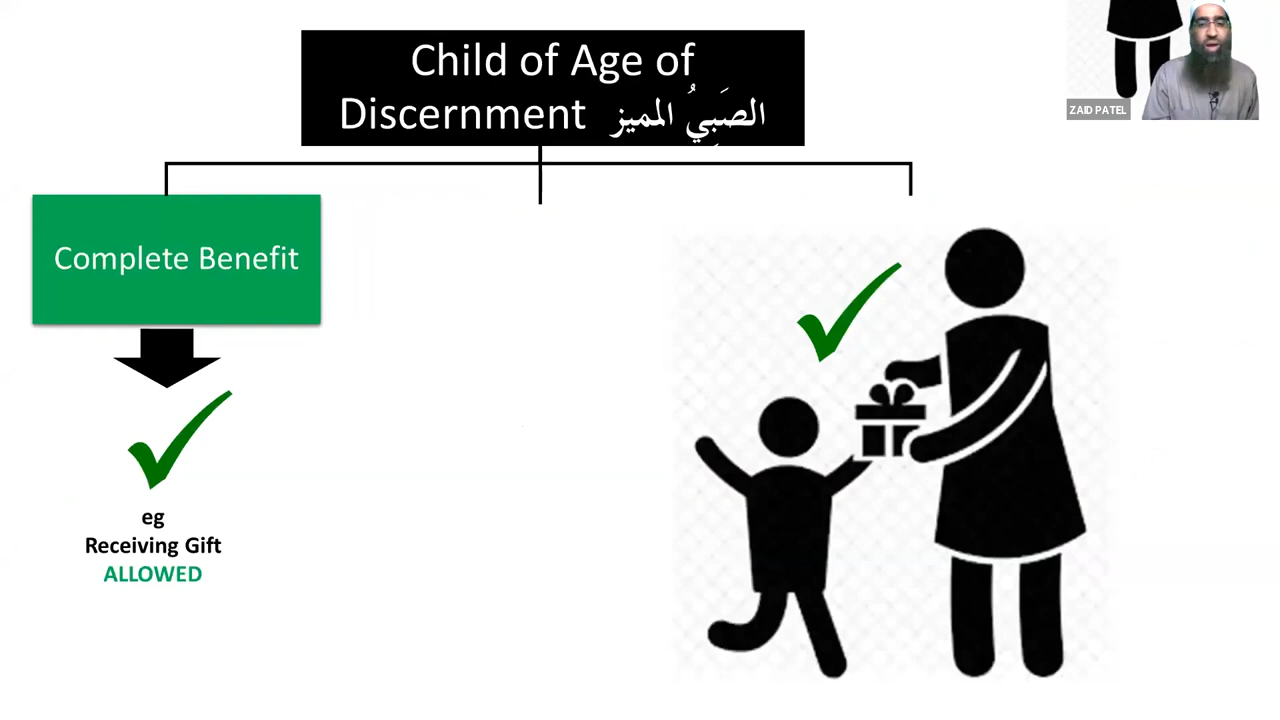 Child of Age of
Discernment الصَبِيُ المميز
ZAID PATEL
Complete Benefit
eg
Receiving Gift
ALLOWED